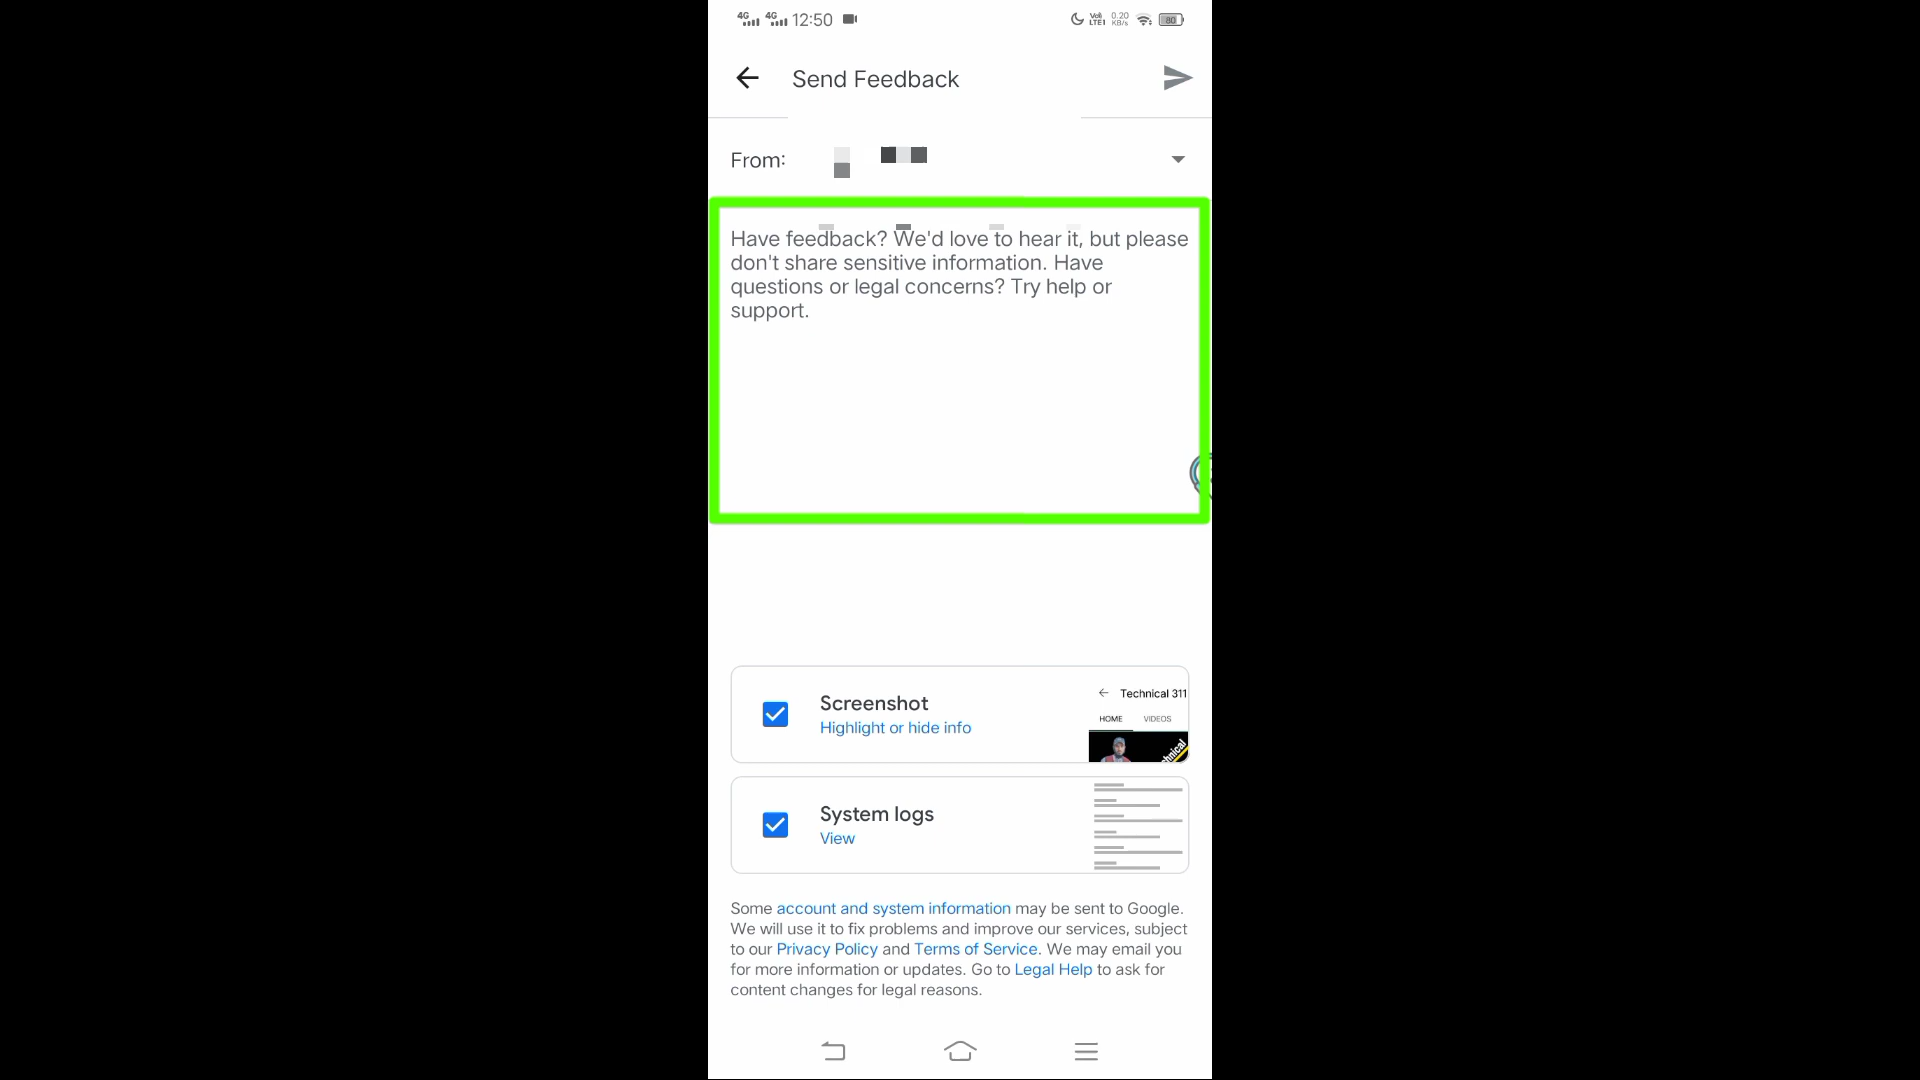 4G 4G 12:50 0.20 KB/s 80
Send Feedback
From:
Have feedback? We'd love to hear it, but please
don't share sensitive information. Have
questions or legal concerns? Try help or
support.
Screenshot
Highlight or hide info
Technical 311
HOME VIDEOS
System logs
View
Some account and system information may be sent to Google.
We will use it to fix problems and improve our services, subject
to our Privacy Policy and Terms of Service. We may email you
for more information or updates. Go to Legal Help to ask for
content changes for legal reasons.